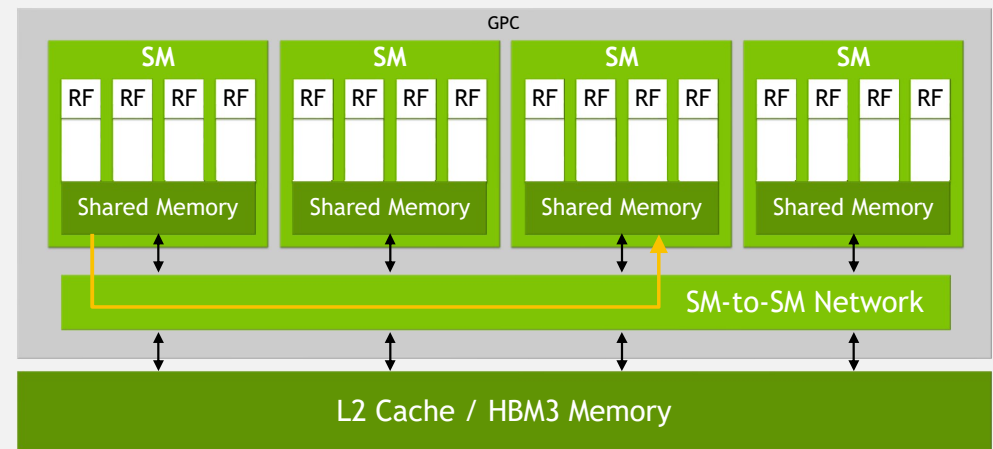 GPC
SM SM SM SM
RF RF RF RF RF RF RF RF RF RF RF RF RF RF RF RF
Shared Memory Shared Memory Shared Memory Shared Memory
SM-to-SM Network
L2 Cache / HBM3 Memory